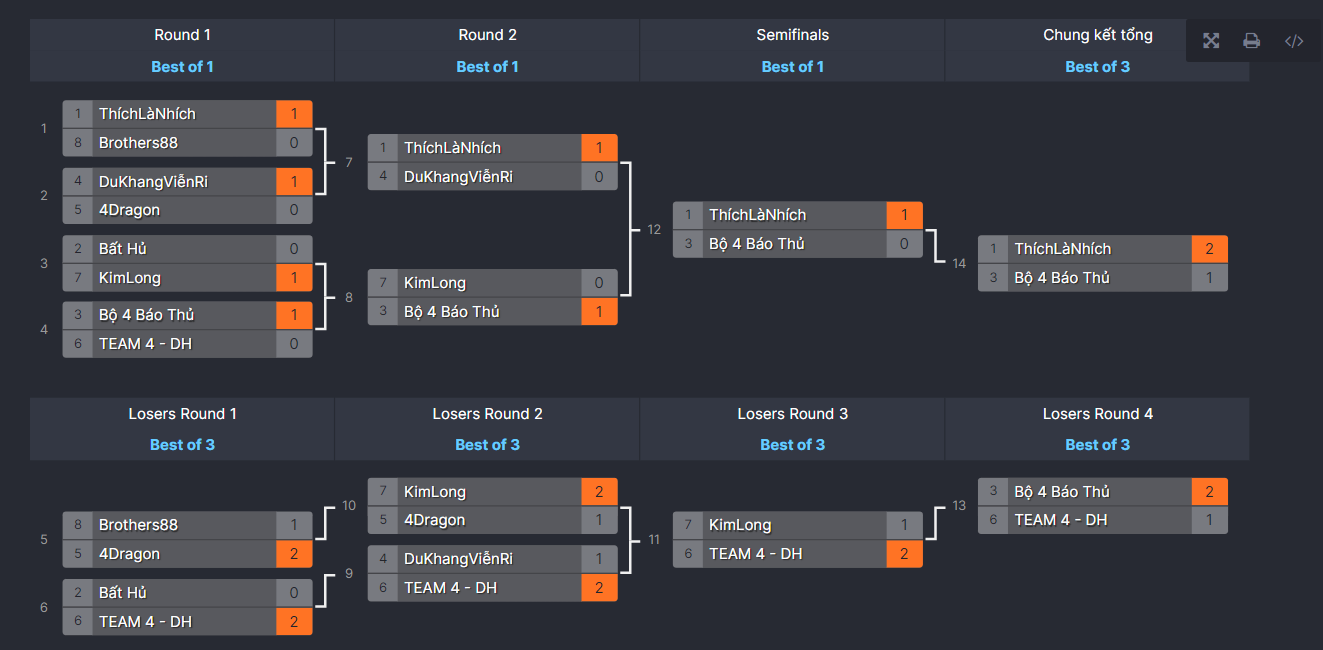 Round 1 Round 2 Semifinals Chung kết tổng
Best of 1 Best of 1 Best of 1 Best of 3
1
1 ThíchLàNhích 1
8 Brothers88 0
2
4 DuKhangViễnRi 1
5 4Dragon 0
3
2 Bất Hủ 0
7 KimLong 1
4
3 Bộ 4 Báo Thủ 1
6 TEAM 4 - DH 0
7
1 ThíchLàNhích 1
4 DuKhangViễnRi 0
8
7 KimLong 0
3 Bộ 4 Báo Thủ 1
12
1 ThíchLàNhích 1
3 Bộ 4 Báo Thủ 0
14
1 ThíchLàNhích 2
3 Bộ 4 Báo Thủ 1
Losers Round 1 Losers Round 2 Losers Round 3 Losers Round 4
Best of 3 Best of 3 Best of 3 Best of 3
5
8 Brothers88 1
5 4Dragon 2
6
2 Bất Hủ 0
6 TEAM 4 - DH 2
10
7 KimLong 2
5 4Dragon 1
9
4 DuKhangViễnRi 1
6 TEAM 4 - DH 2
11
7 KimLong 1
6 TEAM 4 - DH 2
13
3 Bộ 4 Báo Thủ 2
6 TEAM 4 - DH 1